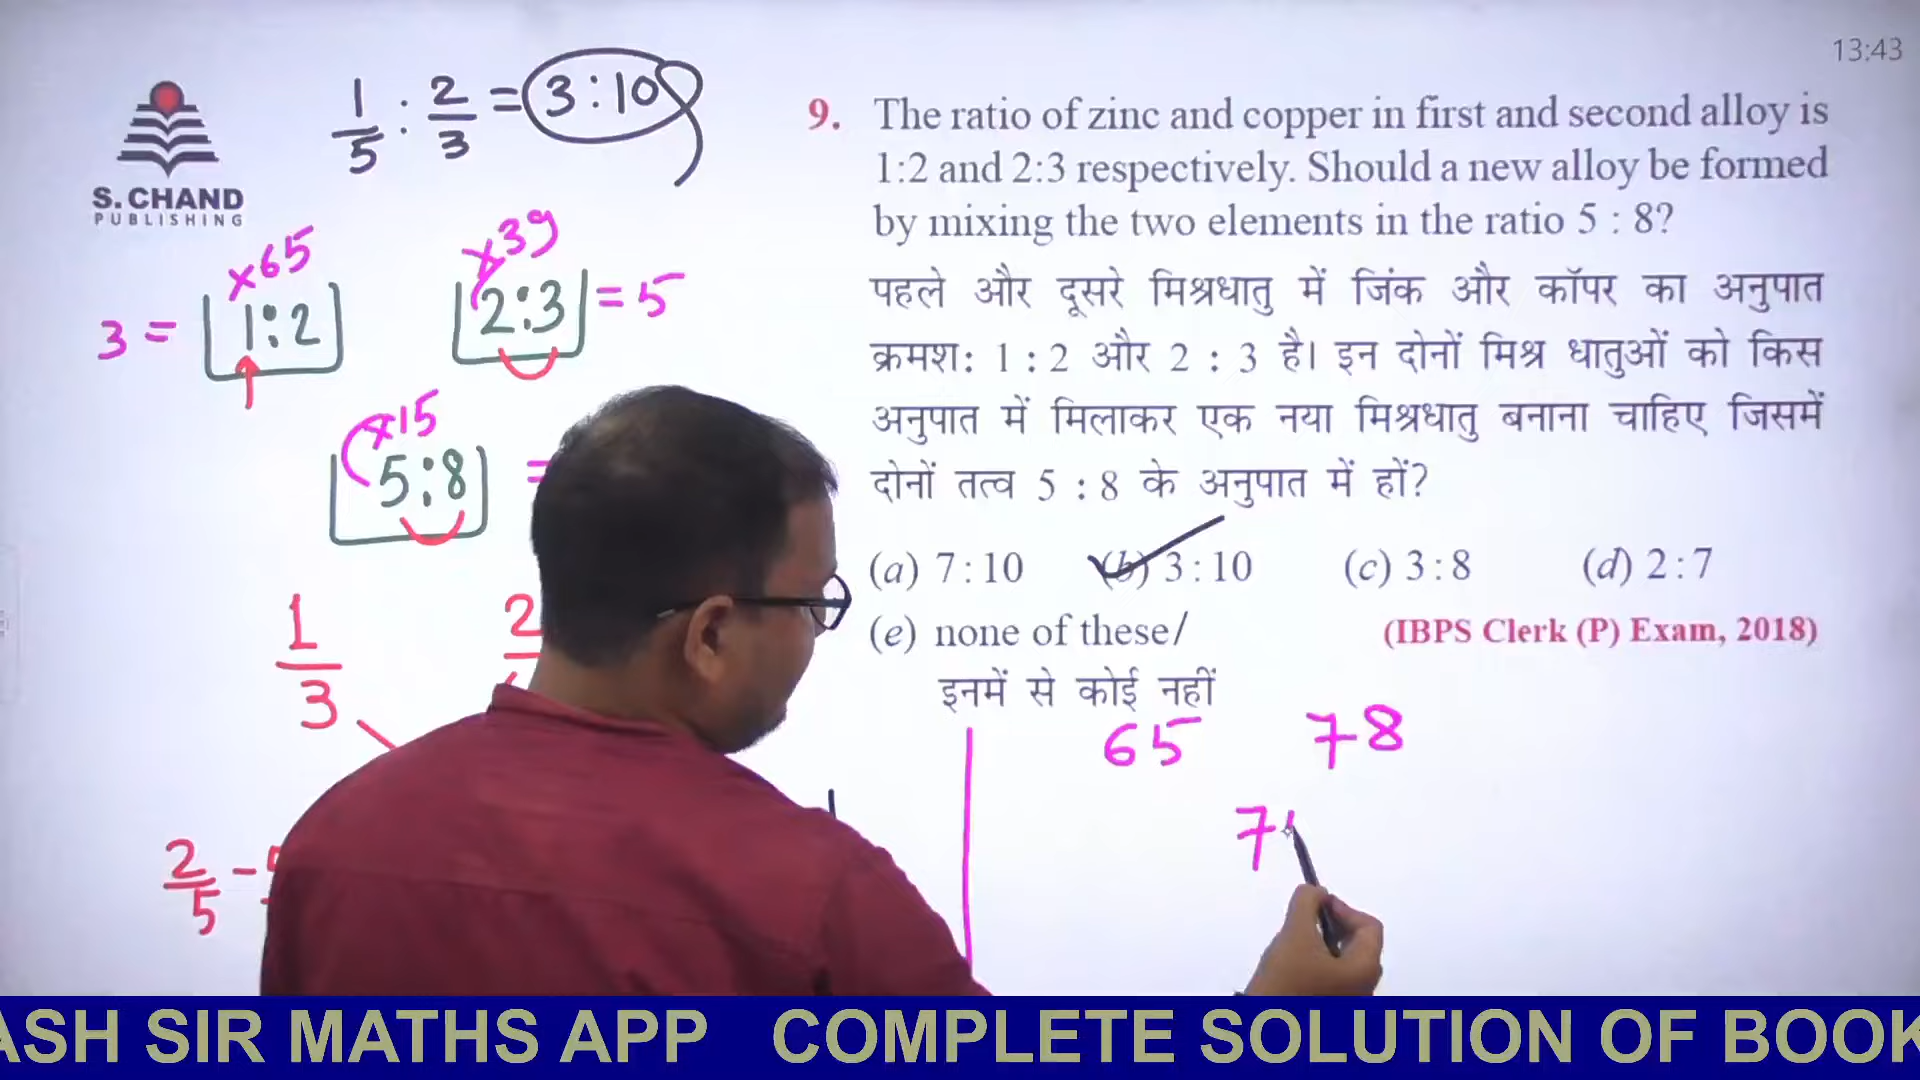 13:43
1/5 : 2/3 = 3:10
S. CHAND
PUBLISHING
9. The ratio of zinc and copper in first and second alloy is
1:2 and 2:3 respectively. Should a new alloy be formed
by mixing the two elements in the ratio 5 : 8?
पहले और दूसरे मिश्रधातु में जिंक और कॉपर का अनुपात
क्रमश: 1 : 2 और 2 : 3 है। इन दोनों मिश्र धातुओं को किस
अनुपात में मिलाकर एक नया मिश्रधातु बनाना चाहिए जिसमें
दोनों तत्व 5 : 8 के अनुपात में हों?
(a) 7:10 (b) 3:10 (c) 3:8 (d) 2:7
(e) none of these/ (IBPS Clerk (P) Exam, 2018)
इनमें से कोई नहीं
×65 ×39
3 = 1:2 2:3 = 5
×15
5:8 =
1/3 2
2/5 -
65 78
7
ASH SIR MATHS APP COMPLETE SOLUTION OF BOOK